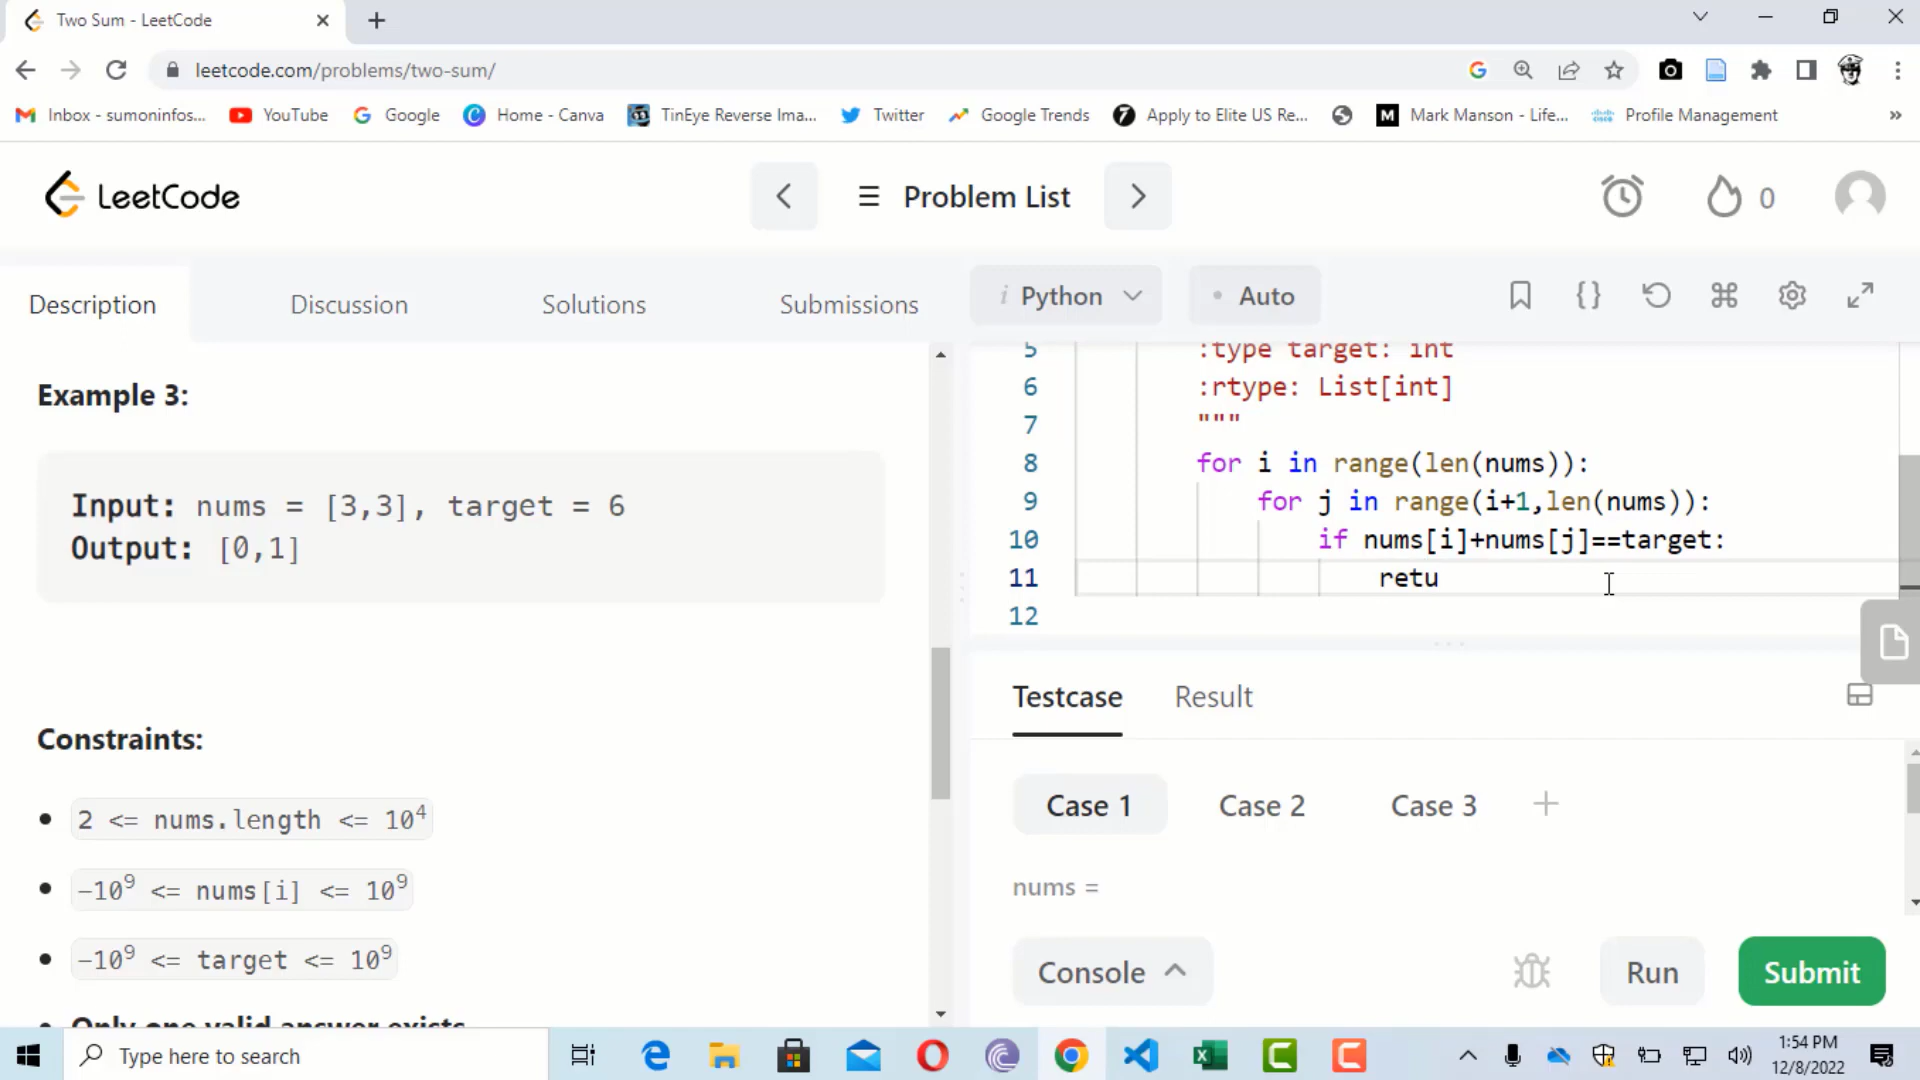 Two Sum - LeetCode
leetcode.com/problems/two-sum/
Inbox - sumoninfos... YouTube Google Home - Canva TinEye Reverse Ima... Twitter Google Trends Apply to Elite US Re... Mark Manson - Life... Profile Management »
LeetCode
Problem List
0
Description Discussion Solutions Submissions
i Python
Auto
Example 3:
Input: nums = [3,3], target = 6
Output: [0,1]
Constraints:
2 <= nums.length <= 10⁴
-10⁹ <= nums[i] <= 10⁹
-10⁹ <= target <= 10⁹
Only one valid answer exists
5 :type target: int
6 :rtype: List[int]
7 """
8 for i in range(len(nums)):
9 for j in range(i+1,len(nums)):
10 if nums[i]+nums[j]==target:
11 retu
12
Testcase Result
Case 1 Case 2 Case 3 +
nums =
Console Run Submit
Type here to search
1:54 PM
12/8/2022